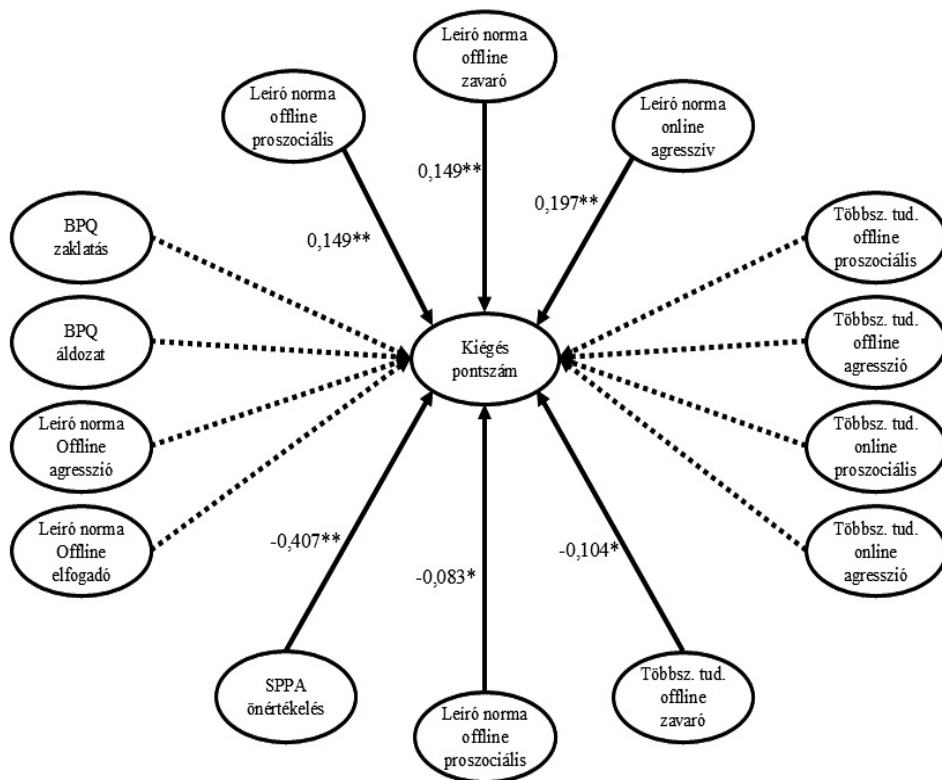 Leíró norma
offline
zavaró
Leíró norma
offline
proszociális
Leíró norma
online
agresszív
0,149**
0,197**
0,149**
BPQ
zaklatás
BPQ
áldozat
Leíró norma
Offline
agresszió
Leíró norma
Offline
elfogadó
Kiégés
pontszám
Többsz. tud.
offline
proszociális
Többsz. tud.
offline
agresszió
Többsz. tud.
online
proszociális
Többsz. tud.
online
agresszió
-0,407**
-0,083*
-0,104*
SPPA
önértékelés
Leíró norma
offline
proszociális
Többsz. tud.
offline
zavaró